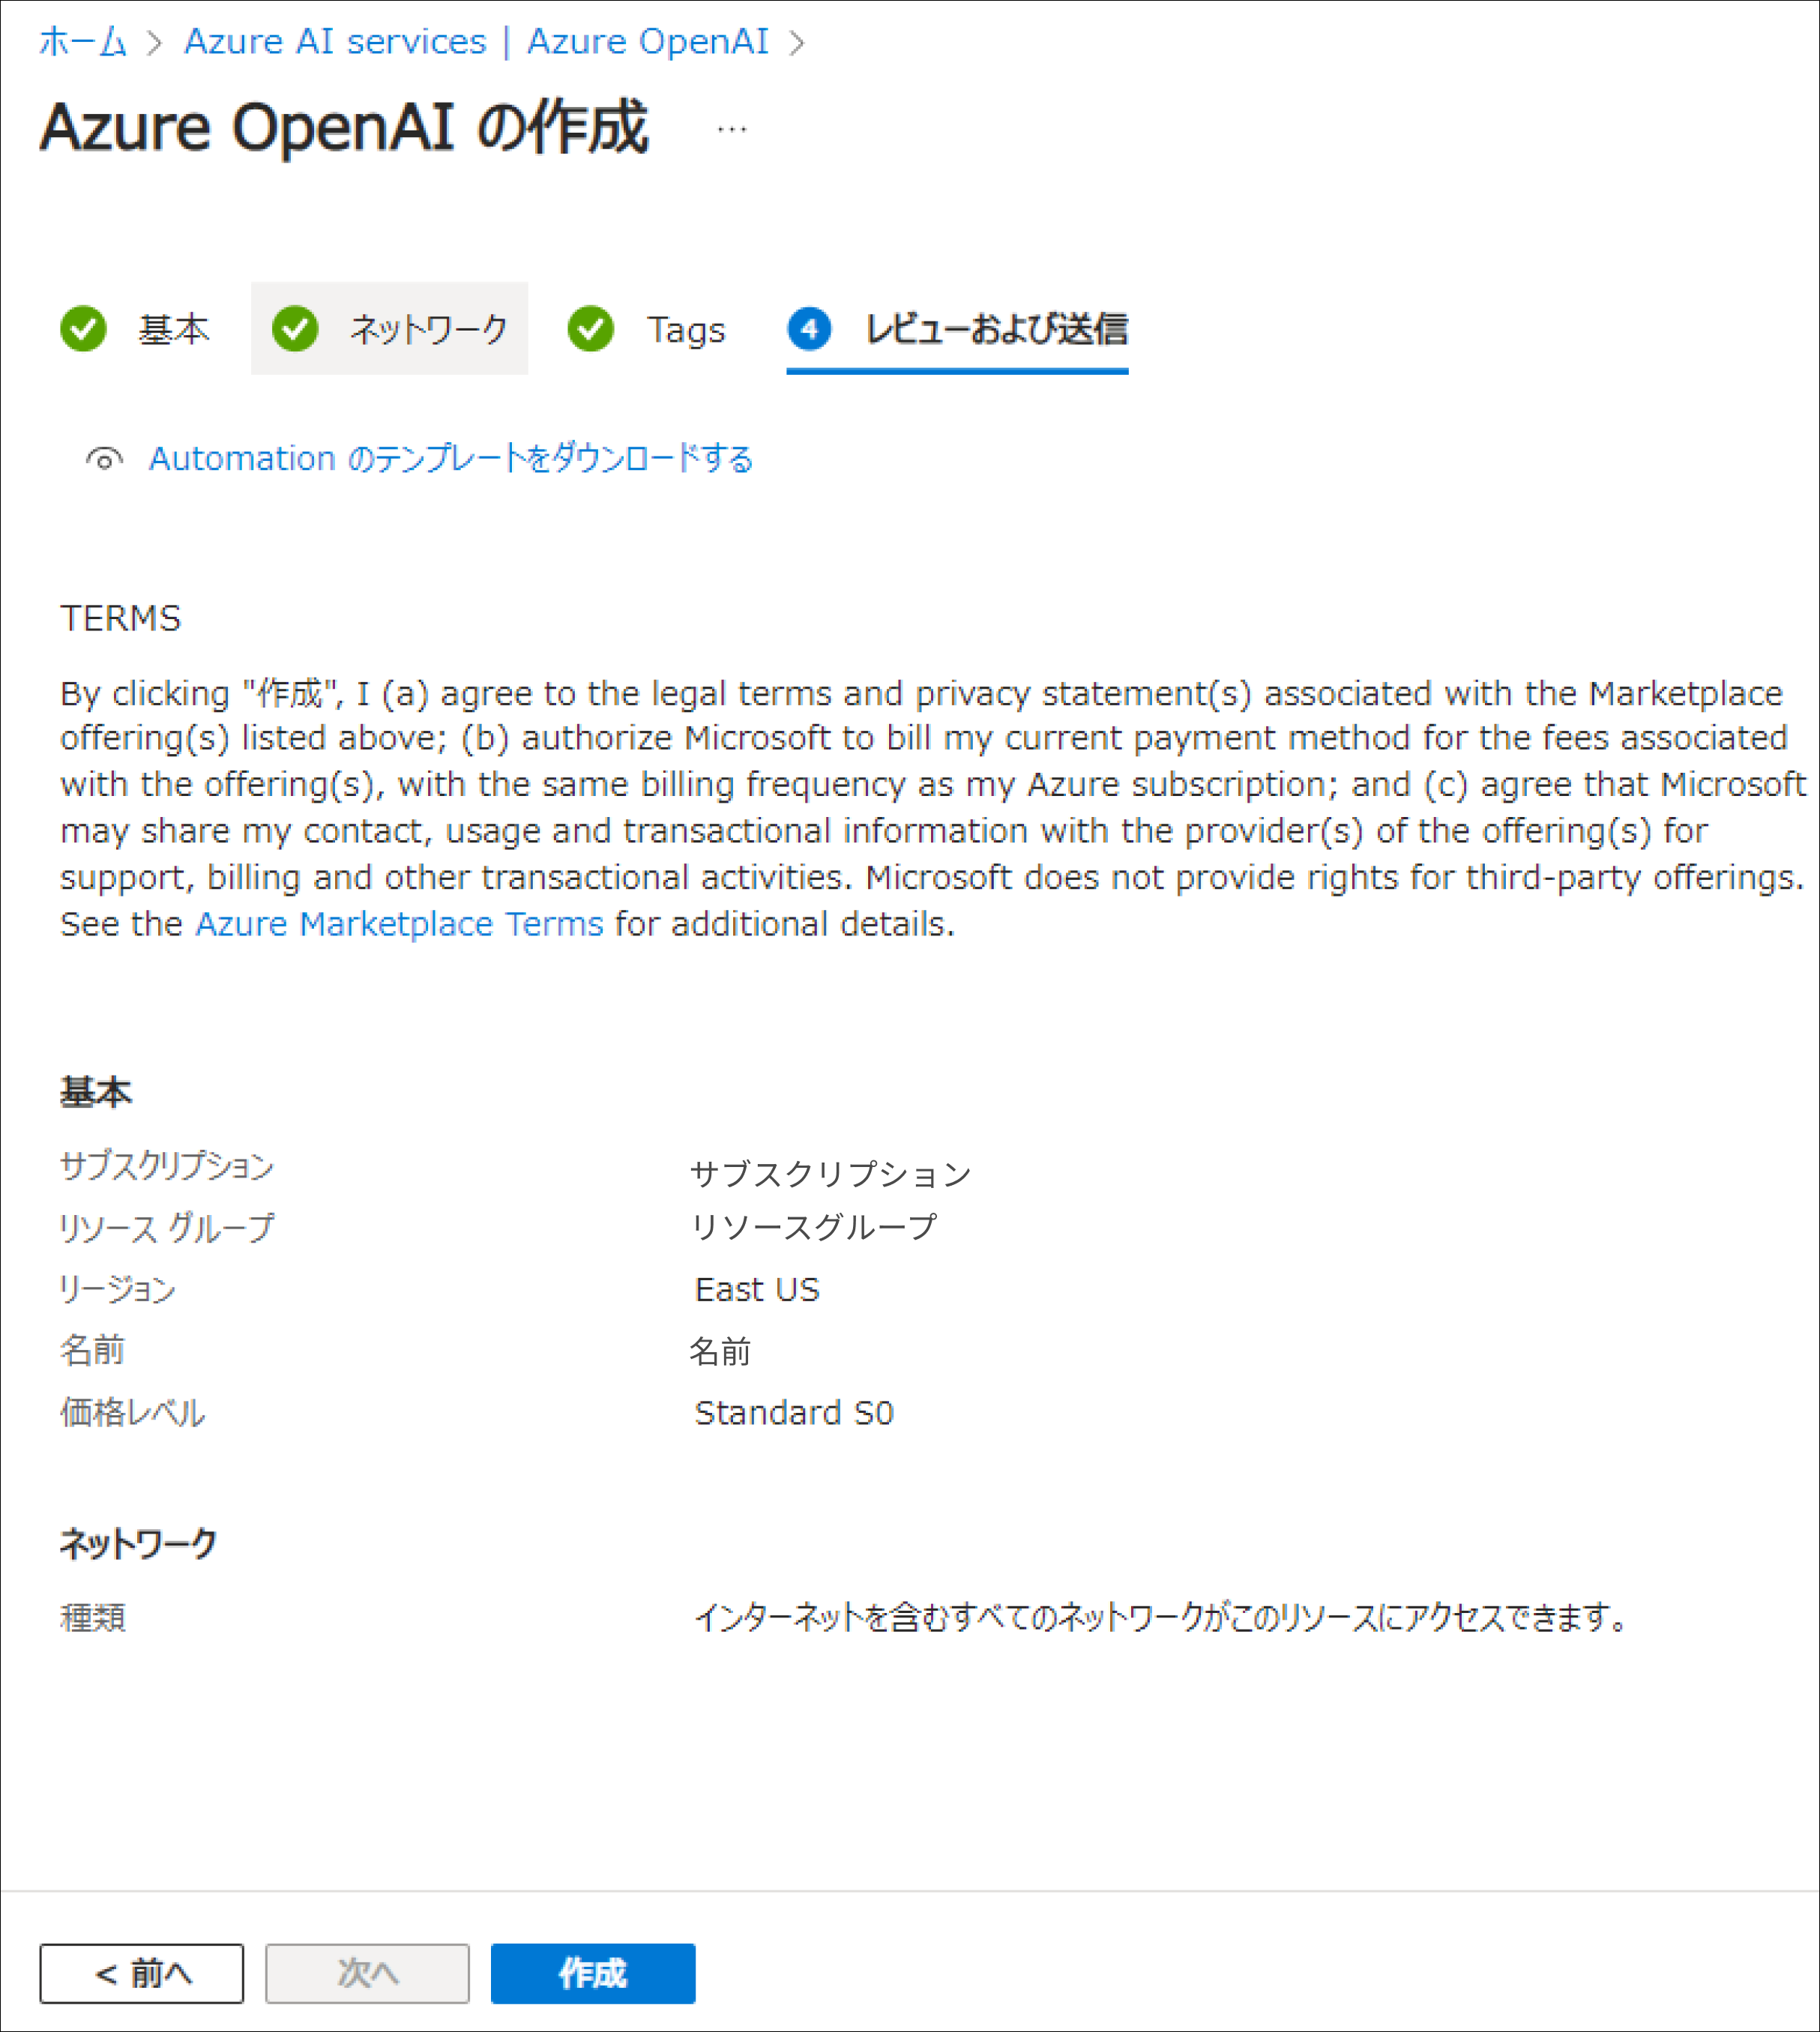 ホーム > Azure AI services | Azure OpenAI >
Azure OpenAI の作成 ...
基本 ネットワーク Tags 4 レビューおよび送信
Automation のテンプレートをダウンロードする
TERMS
By clicking "作成", I (a) agree to the legal terms and privacy statement(s) associated with the Marketplace
offering(s) listed above; (b) authorize Microsoft to bill my current payment method for the fees associated
with the offering(s), with the same billing frequency as my Azure subscription; and (c) agree that Microsoft
may share my contact, usage and transactional information with the provider(s) of the offering(s) for
support, billing and other transactional activities. Microsoft does not provide rights for third-party offerings.
See the Azure Marketplace Terms for additional details.
基本
サブスクリプション サブスクリプション
リソース グループ リソースグループ
リージョン East US
名前 名前
価格レベル Standard S0
ネットワーク
種類 インターネットを含むすべてのネットワークがこのリソースにアクセスできます。
< 前へ 次へ 作成